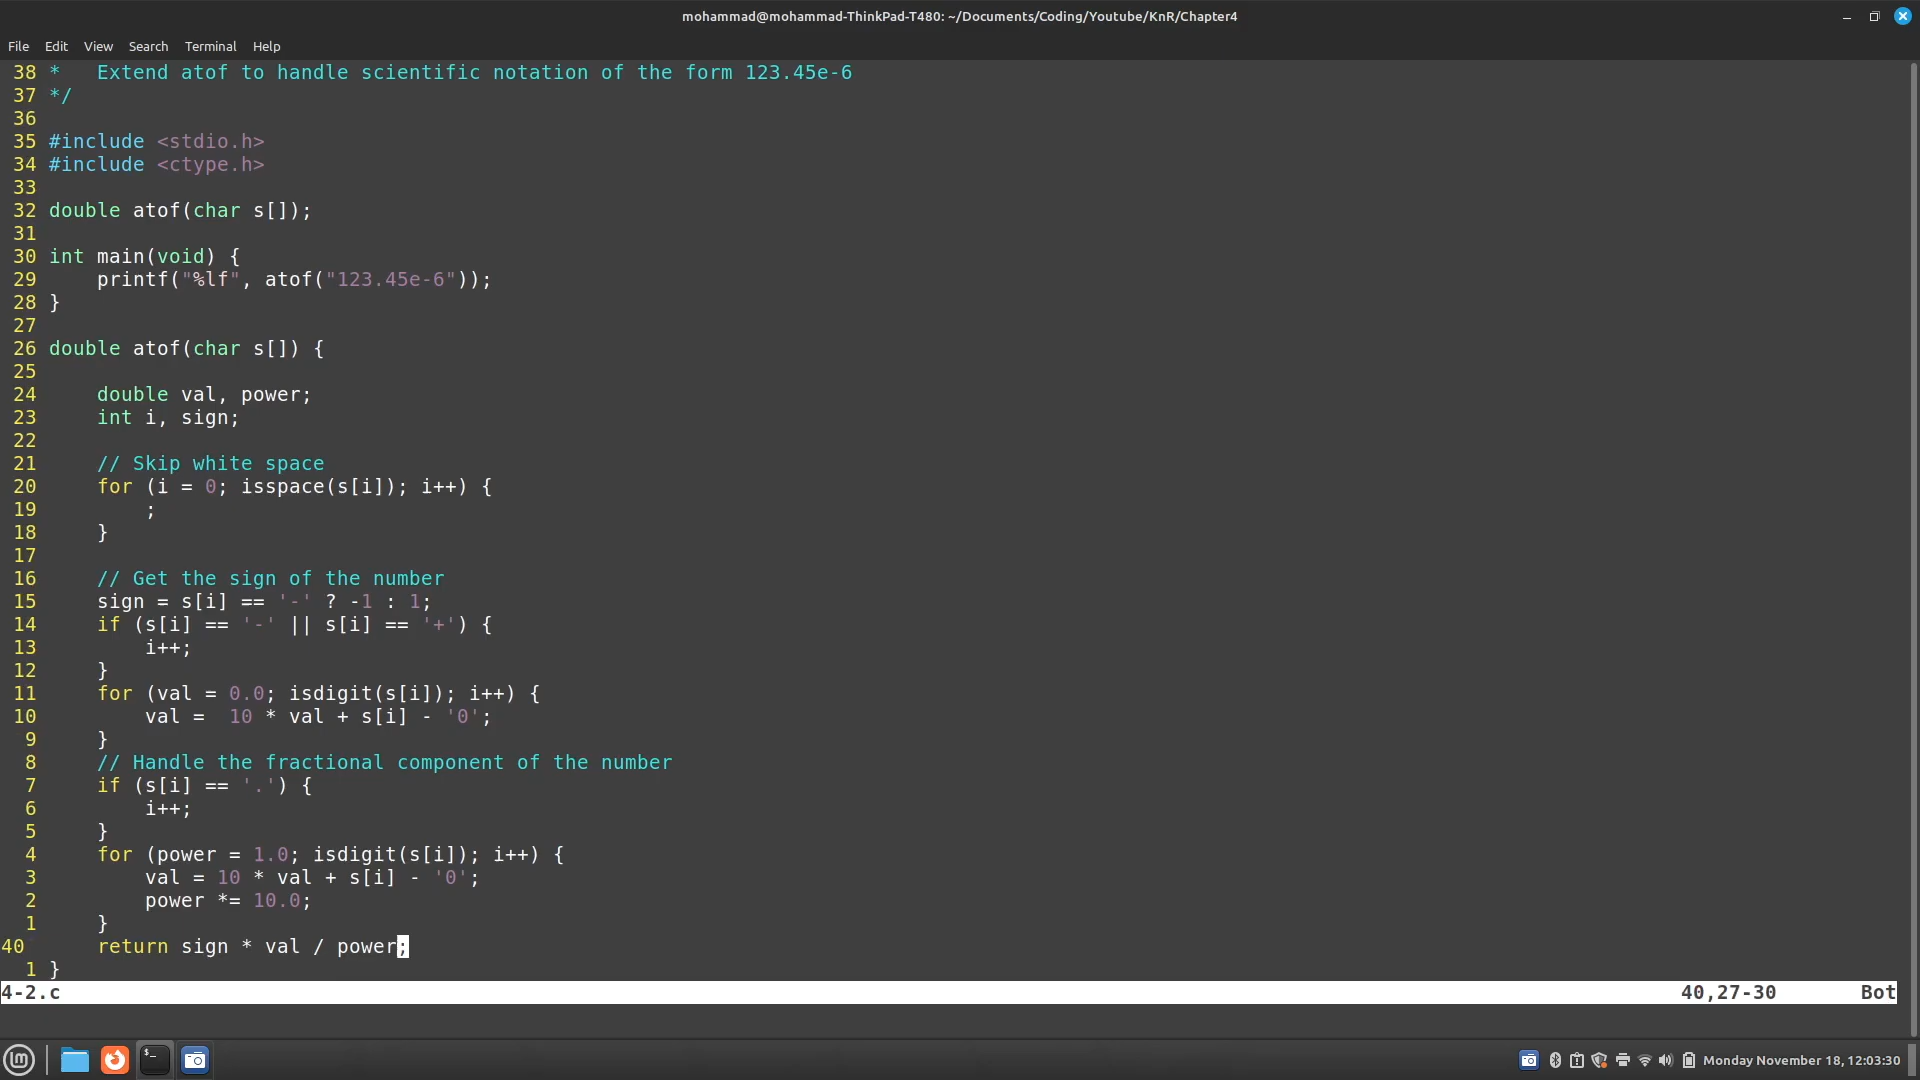 mohammad@mohammad-ThinkPad-T480: ~/Documents/Coding/Youtube/KnR/Chapter4
File Edit View Search Terminal Help
38 *   Extend atof to handle scientific notation of the form 123.45e-6
37 */
36
35 #include <stdio.h>
34 #include <ctype.h>
33
32 double atof(char s[]);
31
30 int main(void) {
29     printf("%lf", atof("123.45e-6"));
28 }
27
26 double atof(char s[]) {
25
24     double val, power;
23     int i, sign;
22
21     // Skip white space
20     for (i = 0; isspace(s[i]); i++) {
19         ;
18     }
17
16     // Get the sign of the number
15     sign = s[i] == '-' ? -1 : 1;
14     if (s[i] == '-' || s[i] == '+') {
13         i++;
12     }
11     for (val = 0.0; isdigit(s[i]); i++) {
10         val =  10 * val + s[i] - '0';
9     }
8     // Handle the fractional component of the number
7     if (s[i] == '.') {
6         i++;
5     }
4     for (power = 1.0; isdigit(s[i]); i++) {
3         val = 10 * val + s[i] - '0';
2         power *= 10.0;
1     }
40     return sign * val / power;
1 }
4-2.c 40,27-30 Bot
Monday November 18, 12:03:30